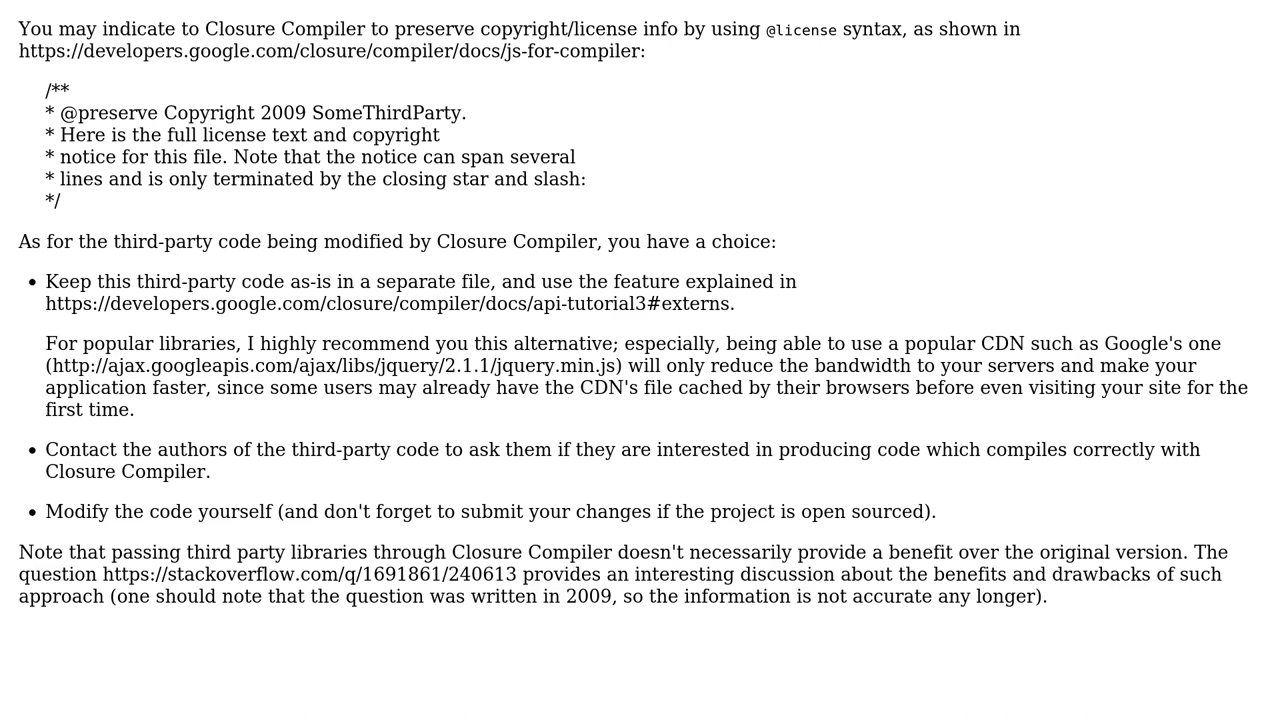 You may indicate to Closure Compiler to preserve copyright/license info by using @license syntax, as shown in
https://developers.google.com/closure/compiler/docs/js-for-compiler:
/**
* @preserve Copyright 2009 SomeThirdParty.
* Here is the full license text and copyright
* notice for this file. Note that the notice can span several
* lines and is only terminated by the closing star and slash:
*/
As for the third-party code being modified by Closure Compiler, you have a choice:
• Keep this third-party code as-is in a separate file, and use the feature explained in
https://developers.google.com/closure/compiler/docs/api-tutorial3#externs.
For popular libraries, I highly recommend you this alternative; especially, being able to use a popular CDN such as Google's one
(http://ajax.googleapis.com/ajax/libs/jquery/2.1.1/jquery.min.js) will only reduce the bandwidth to your servers and make your
application faster, since some users may already have the CDN's file cached by their browsers before even visiting your site for the
first time.
• Contact the authors of the third-party code to ask them if they are interested in producing code which compiles correctly with
Closure Compiler.
• Modify the code yourself (and don't forget to submit your changes if the project is open sourced).
Note that passing third party libraries through Closure Compiler doesn't necessarily provide a benefit over the original version. The
question https://stackoverflow.com/q/1691861/240613 provides an interesting discussion about the benefits and drawbacks of such
approach (one should note that the question was written in 2009, so the information is not accurate any longer).